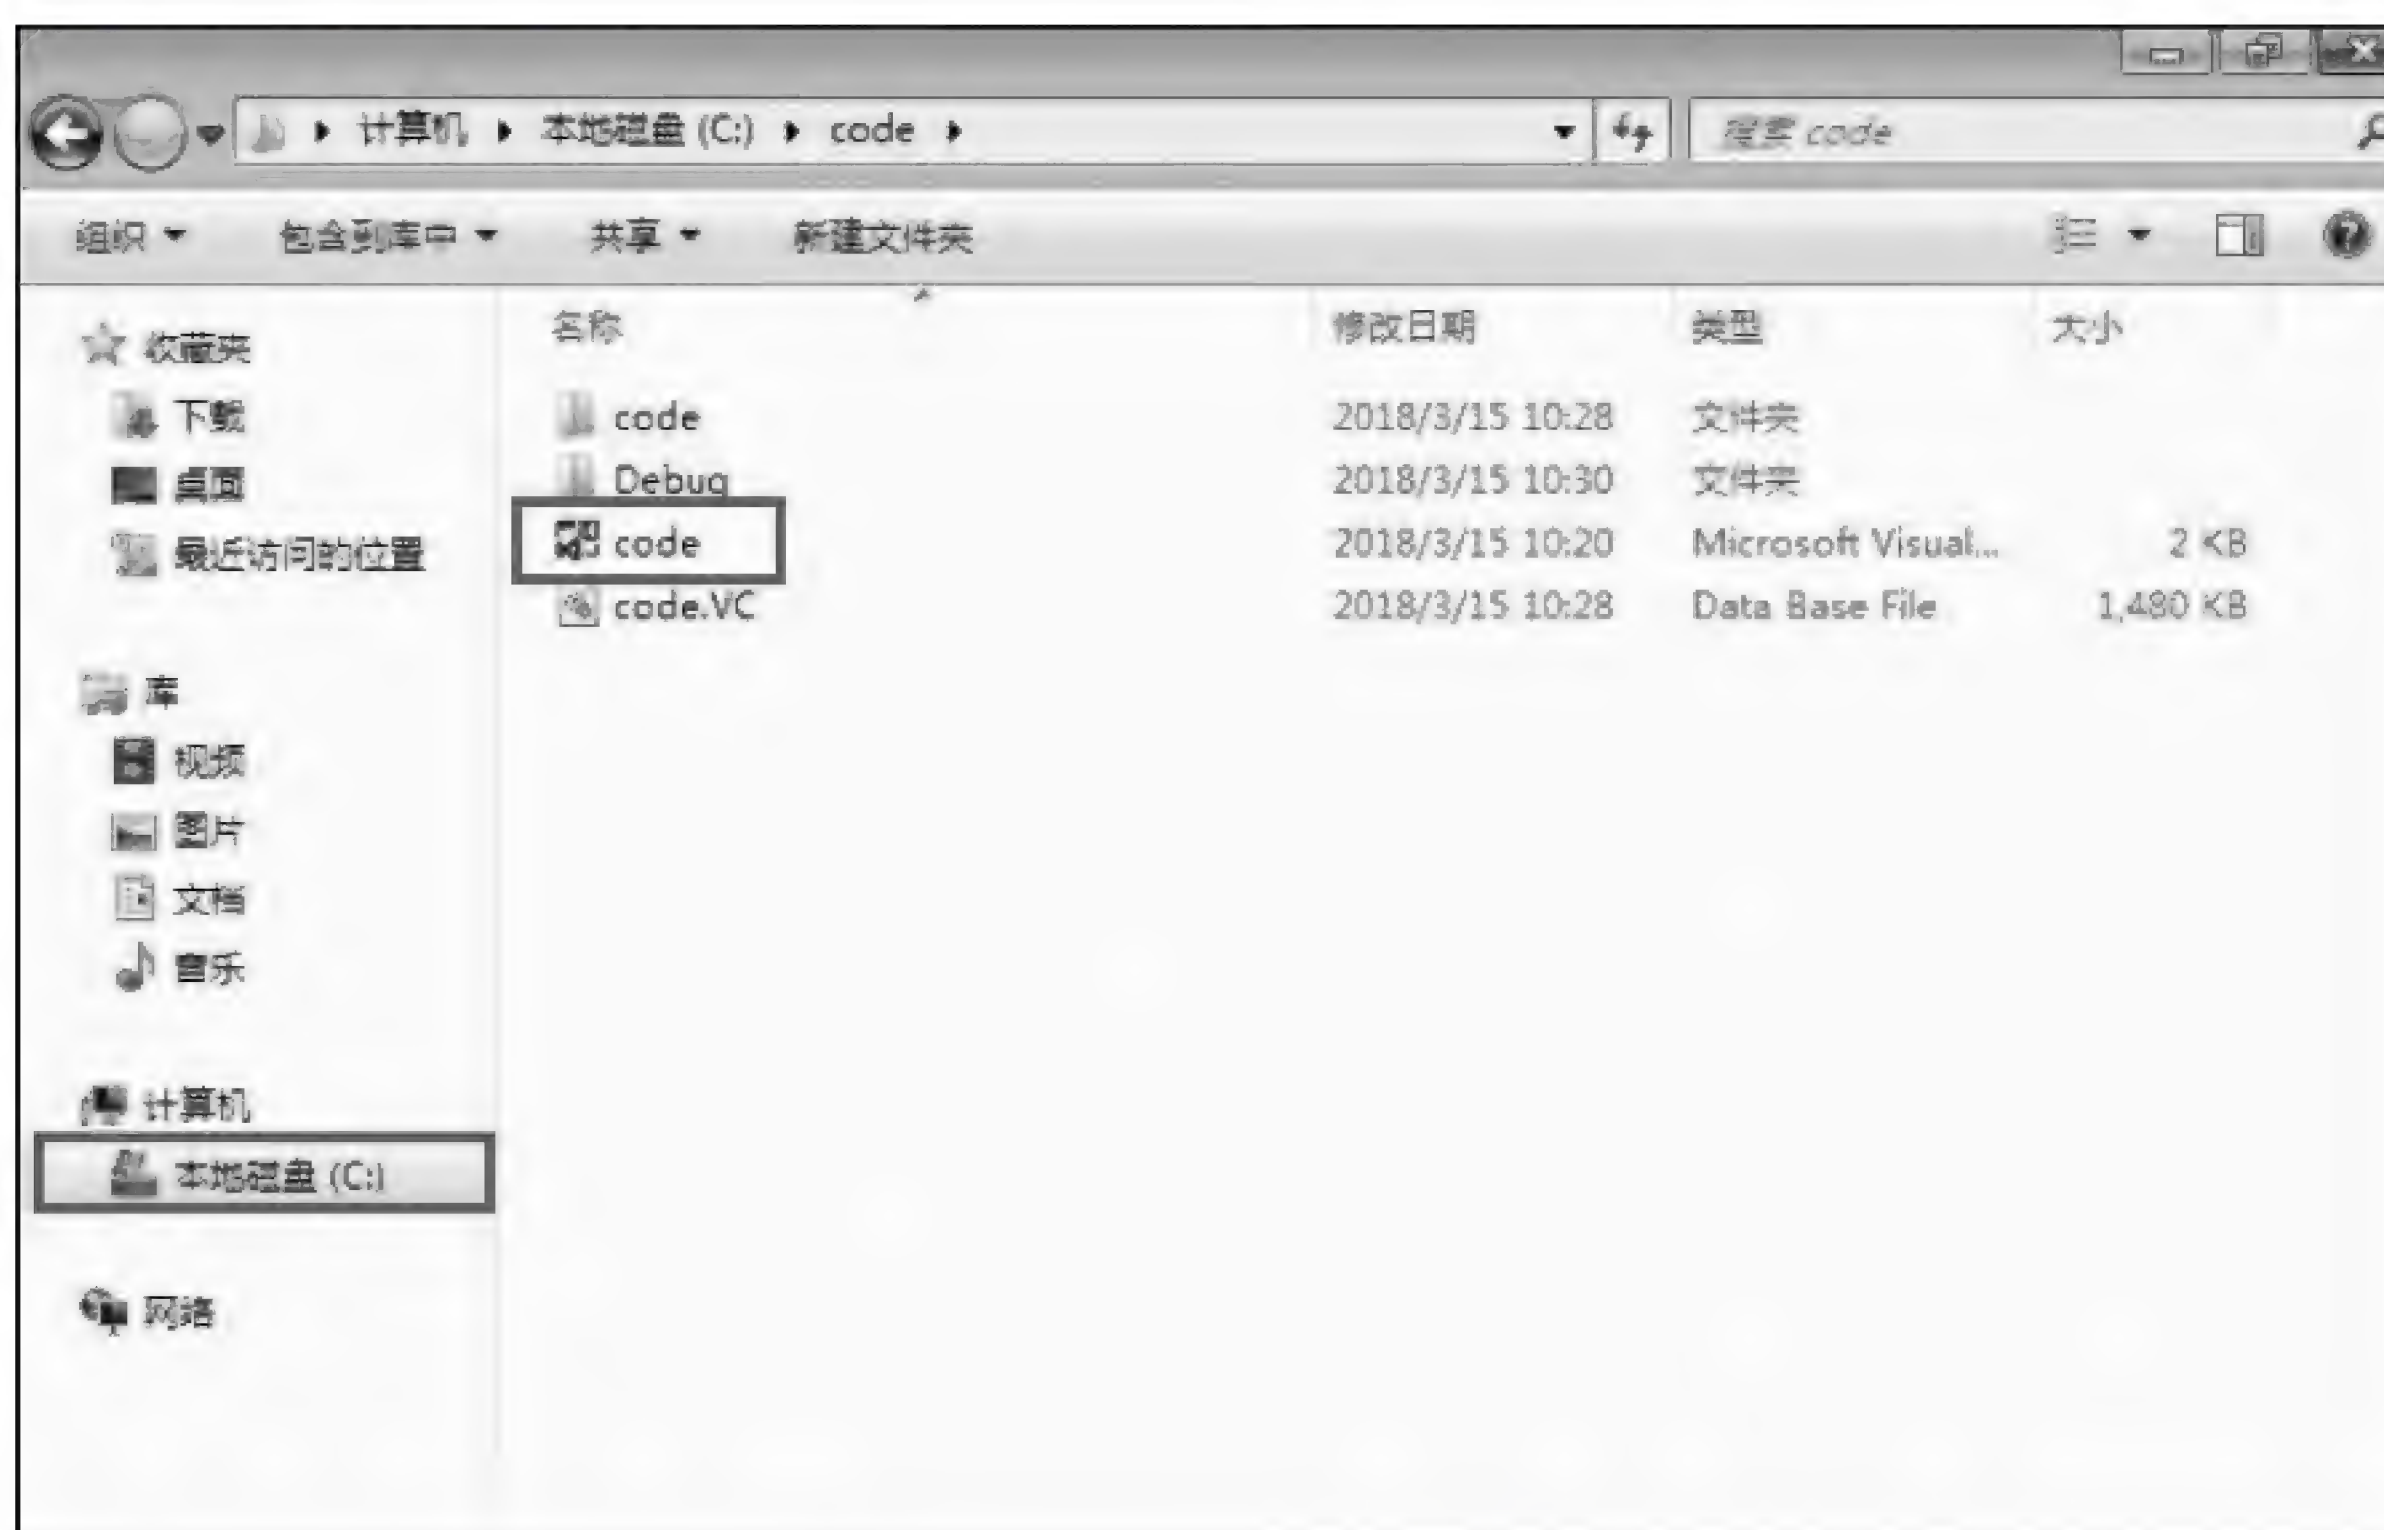 计算机 ▸ 本地磁盘 (C:) ▸ code ▸
搜索 code
组织 包含到库中 共享 新建文件夹
名称 修改日期 类型 大小
code 2018/3/15 10:28 文件夹
Debug 2018/3/15 10:30 文件夹
code 2018/3/15 10:20 Microsoft Visual... 2 KB
code.VC 2018/3/15 10:28 Data Base File 1,480 KB
收藏夹
下载
桌面
最近访问的位置
库
视频
图片
文档
音乐
计算机
本地磁盘 (C:)
网络